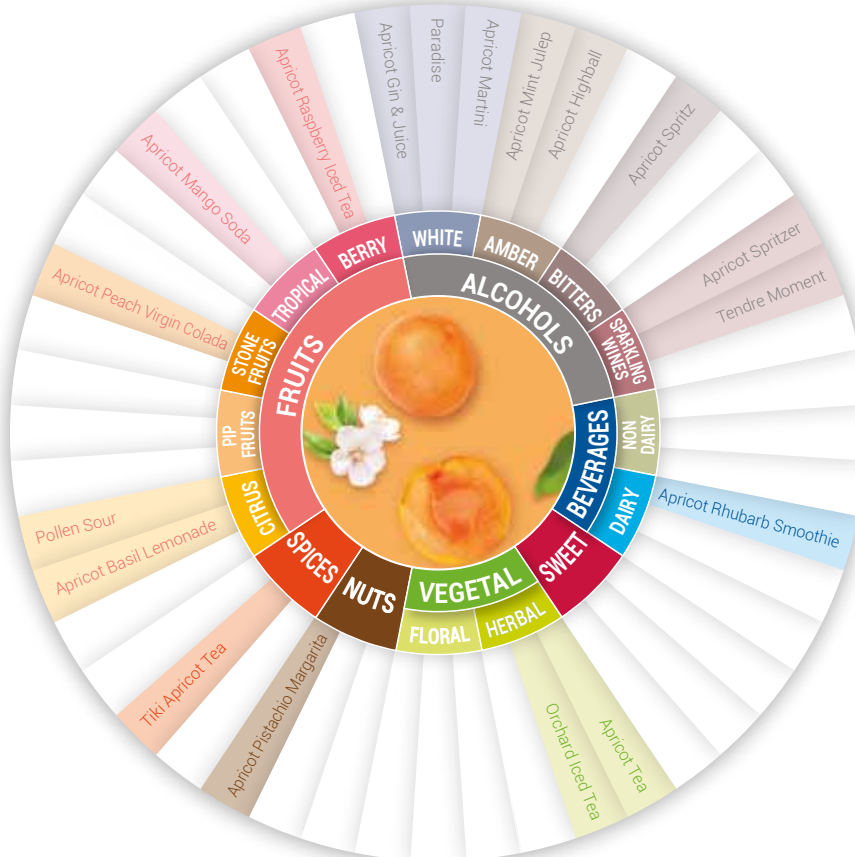 Apricot Gin & Juice
Paradise
Apricot Martini
Apricot Mint Julep
Apricot Highball
Apricot Spritz
Apricot Spritzer
Tendre Moment
Apricot Rhubarb Smoothie
Apricot Tea
Orchard Iced Tea
Apricot Pistachio Margarita
Tiki Apricot Tea
Apricot Basil Lemonade
Pollen Sour
Apricot Peach Virgin Colada
Apricot Mango Soda
Apricot Raspberry Iced Tea
WHITE
AMBER
BITTERS
SPARKLING
WINES
NON
DAIRY
DAIRY
SWEET
HERBAL
FLORAL
NUTS
SPICES
CITRUS
PIP
FRUITS
STONE
FRUITS
TROPICAL
BERRY
ALCOHOLS
BEVERAGES
VEGETAL
FRUITS